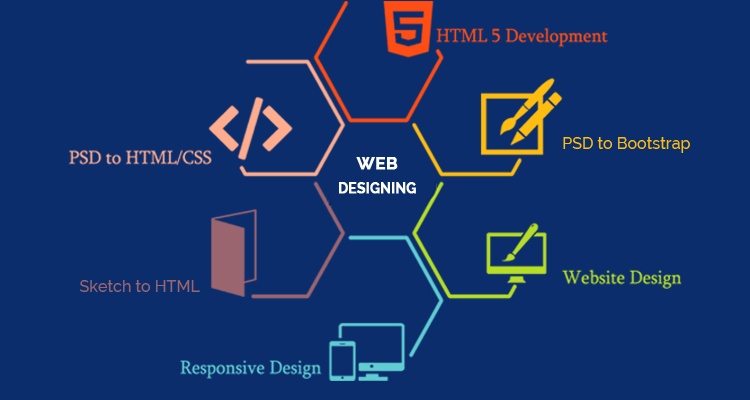 5
HTML 5 Development
PSD to Bootstrap
</>
PSD to HTML/CSS
WEB
DESIGNING
Sketch to HTML
Website Design
Responsive Design